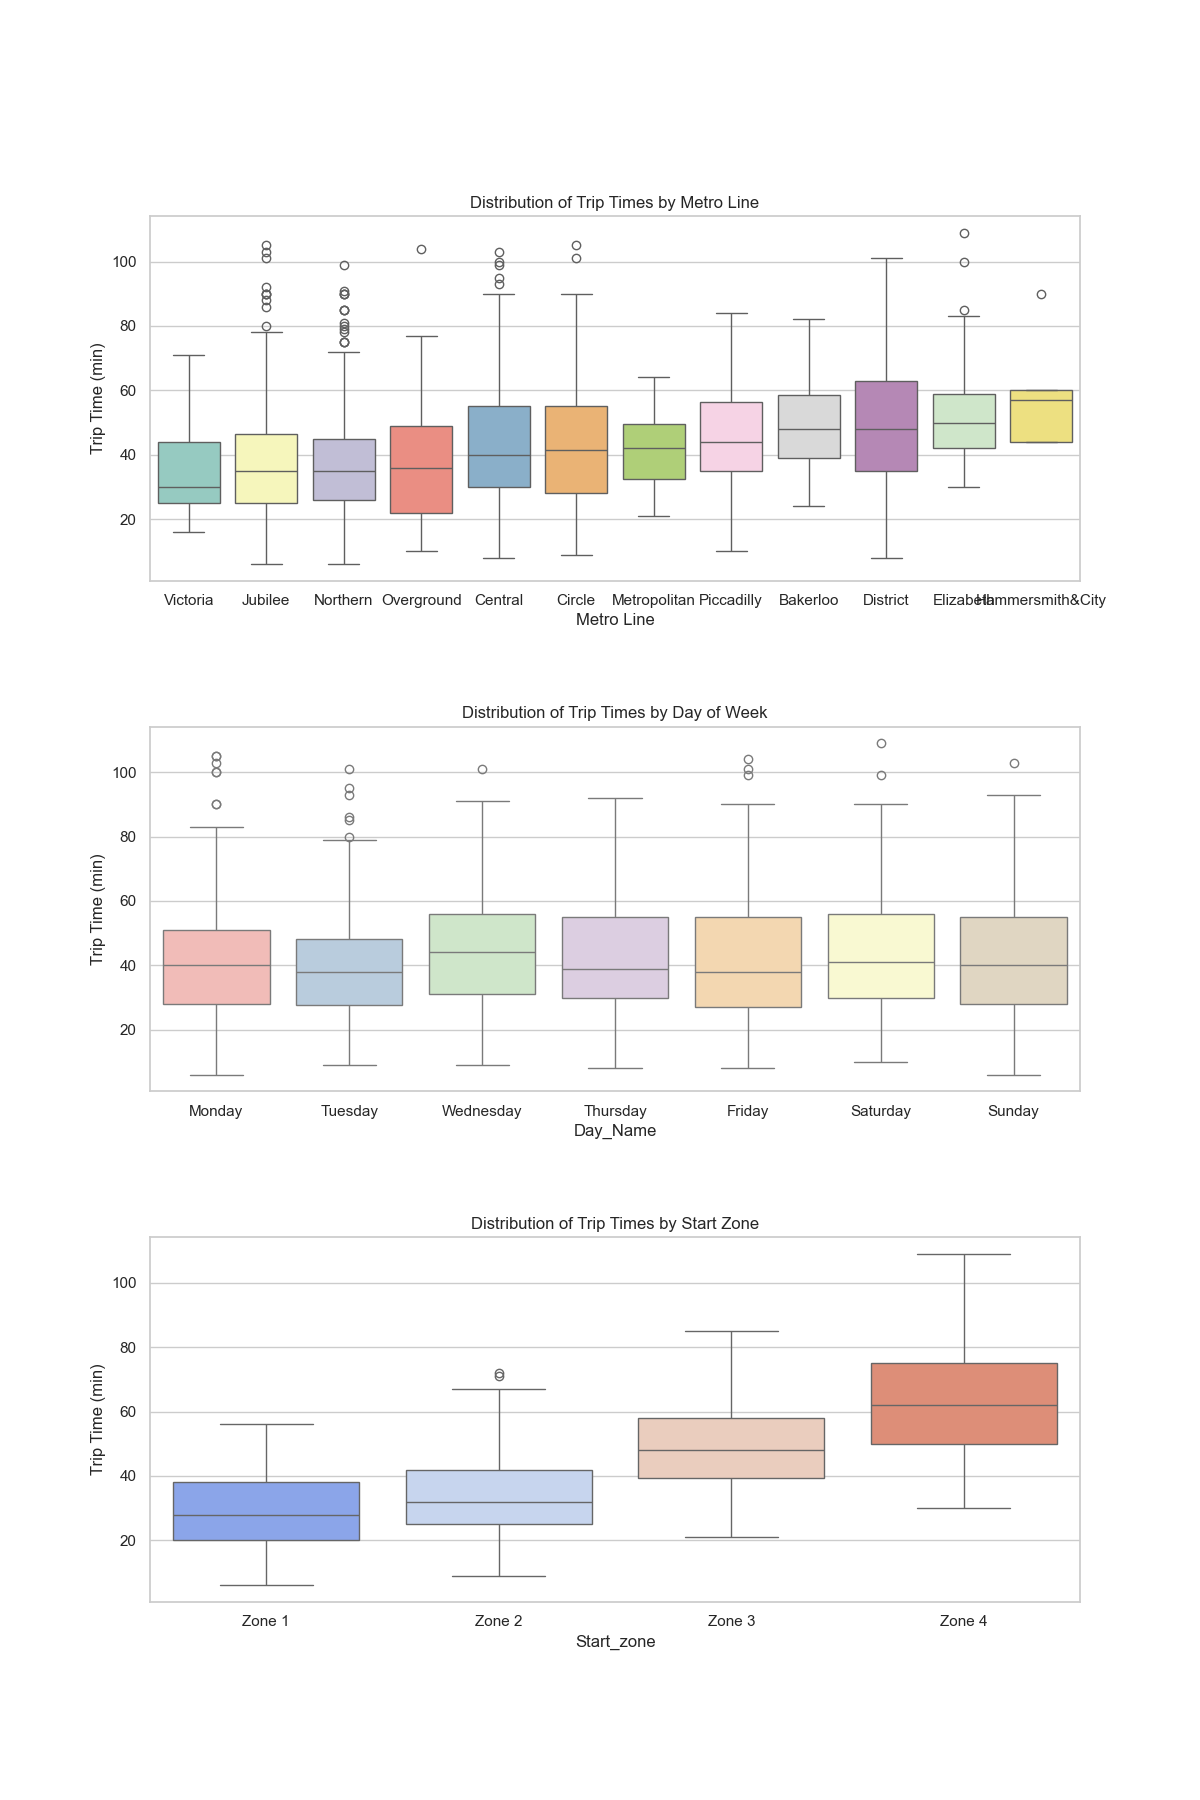 Distribution of Trip Times by Metro Line
Trip Time (min)
100
80
60
40
20
Victoria Jubilee Northern Overground Central Circle Metropolitan Piccadilly Bakerloo District Elizabeth Hammersmith&City
Metro Line
Distribution of Trip Times by Day of Week
Trip Time (min)
100
80
60
40
20
Monday Tuesday Wednesday Thursday Friday Saturday Sunday
Day_Name
Distribution of Trip Times by Start Zone
Trip Time (min)
100
80
60
40
20
Zone 1 Zone 2 Zone 3 Zone 4
Start_zone